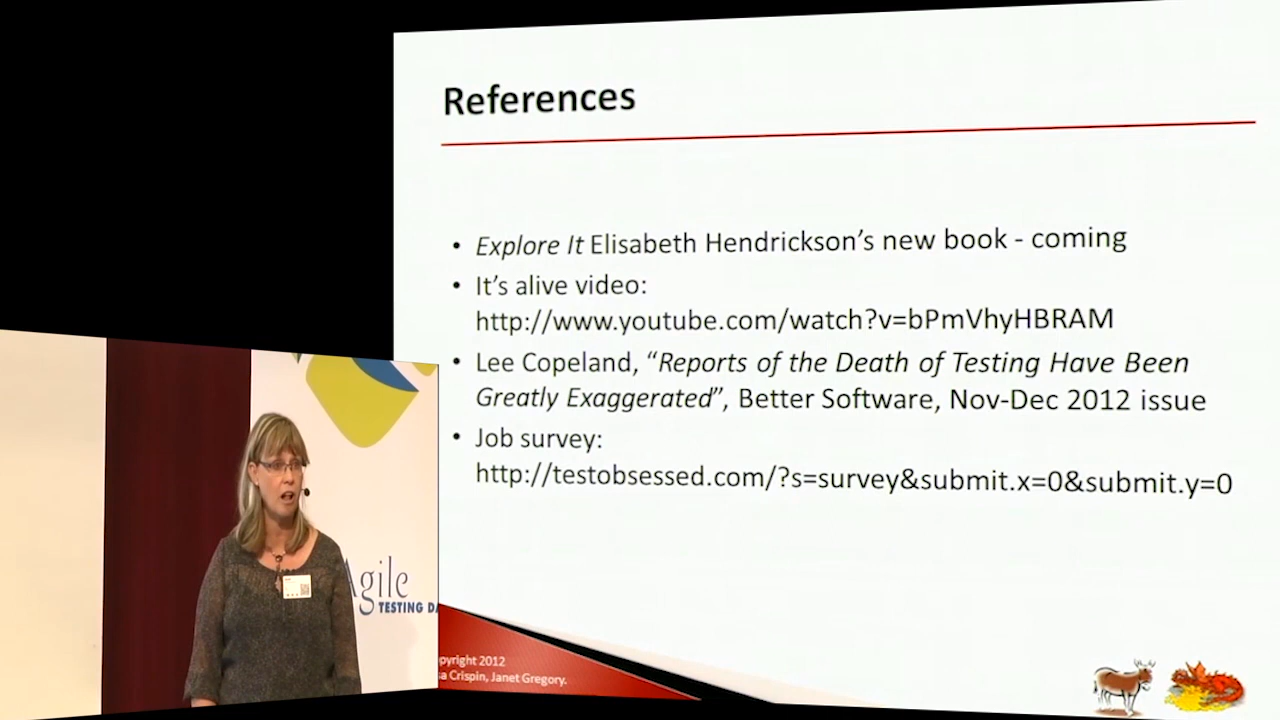 References
• Explore It Elisabeth Hendrickson’s new book - coming
• It’s alive video:
http://www.youtube.com/watch?v=bPmVhyHBRAM
• Lee Copeland, “Reports of the Death of Testing Have Been
Greatly Exaggerated”, Better Software, Nov-Dec 2012 issue
• Job survey:
http://testobsessed.com/?s=survey&submit.x=0&submit.y=0
Agile
TESTING DA
opyright 2012
sa Crispin, Janet Gregory.